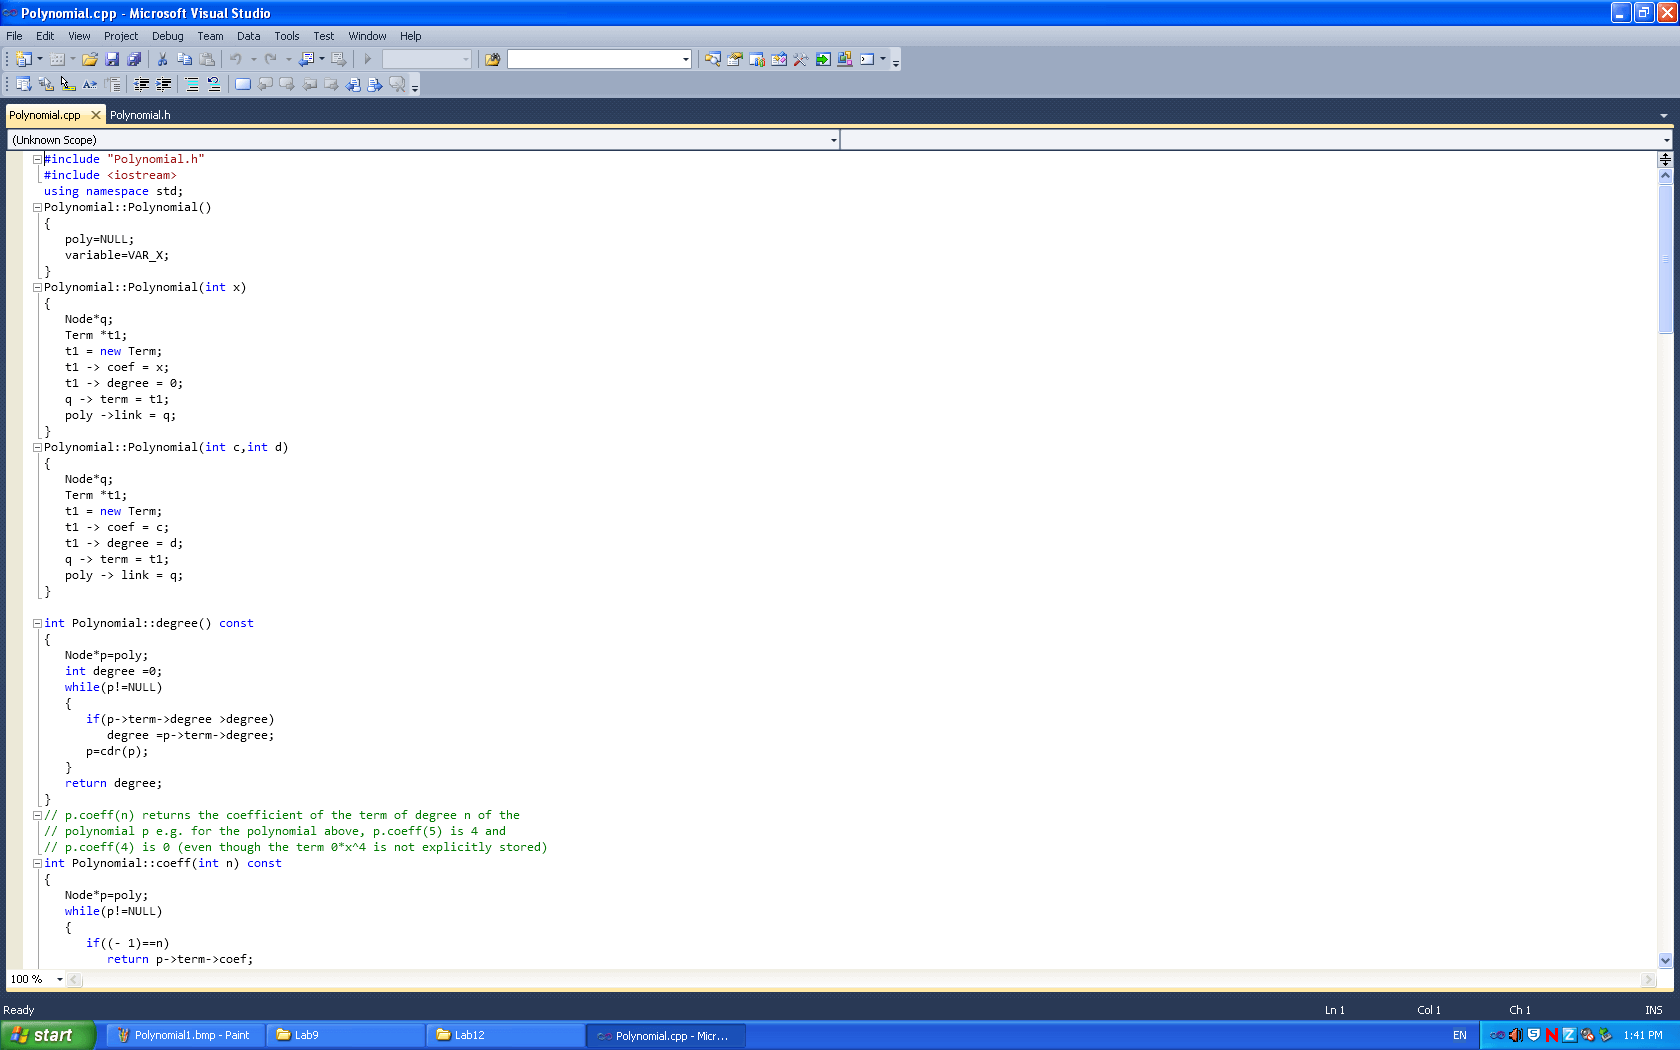 Polynomial.cpp - Microsoft Visual Studio
File Edit View Project Debug Team Data Tools Test Window Help
Polynomial.cpp Polynomial.h
(Unknown Scope)
#include "Polynomial.h"
#include <iostream>
using namespace std;
Polynomial::Polynomial()
{
poly=NULL;
variable=VAR_X;
}
Polynomial::Polynomial(int x)
{
Node*q;
Term *t1;
t1 = new Term;
t1 -> coef = x;
t1 -> degree = 0;
q -> term = t1;
poly ->link = q;
}
Polynomial::Polynomial(int c,int d)
{
Node*q;
Term *t1;
t1 = new Term;
t1 -> coef = c;
t1 -> degree = d;
q -> term = t1;
poly -> link = q;
}
int Polynomial::degree() const
{
Node*p=poly;
int degree =0;
while(p!=NULL)
{
if(p->term->degree >degree)
degree =p->term->degree;
p=cdr(p);
}
return degree;
}
// p.coeff(n) returns the coefficient of the term of degree n of the
// polynomial p e.g. for the polynomial above, p.coeff(5) is 4 and
// p.coeff(4) is 0 (even though the term 0*x^4 is not explicitly stored)
int Polynomial::coeff(int n) const
{
Node*p=poly;
while(p!=NULL)
{
if((- 1)==n)
return p->term->coef;
100 %
Ready Ln 1 Col 1 Ch 1 INS
start Polynomial1.bmp - Paint Lab9 Lab12 Polynomial.cpp - Micr... EN 1:41 PM